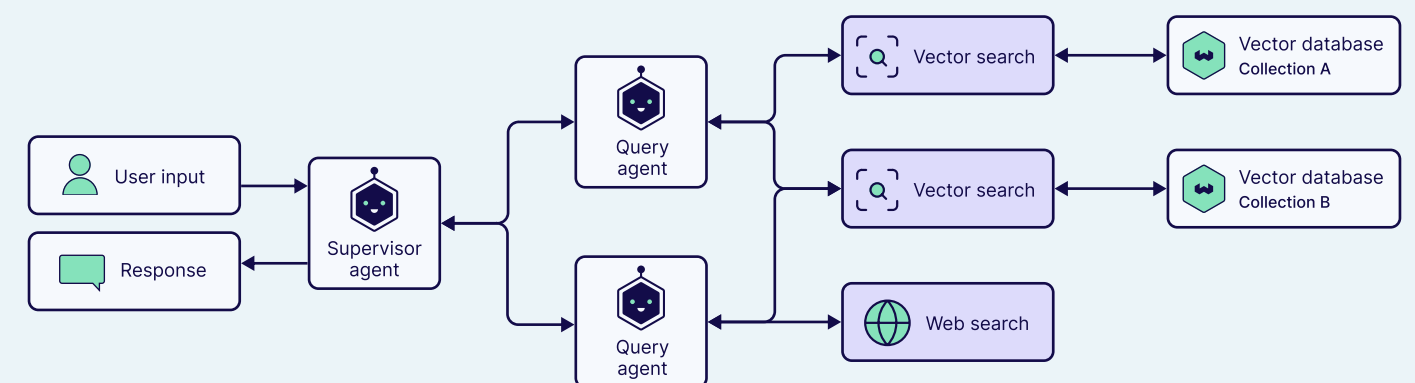 User input
Response
Supervisor
agent
Query
agent
Query
agent
Vector search
Vector search
Web search
Vector database
Collection A
Vector database
Collection B